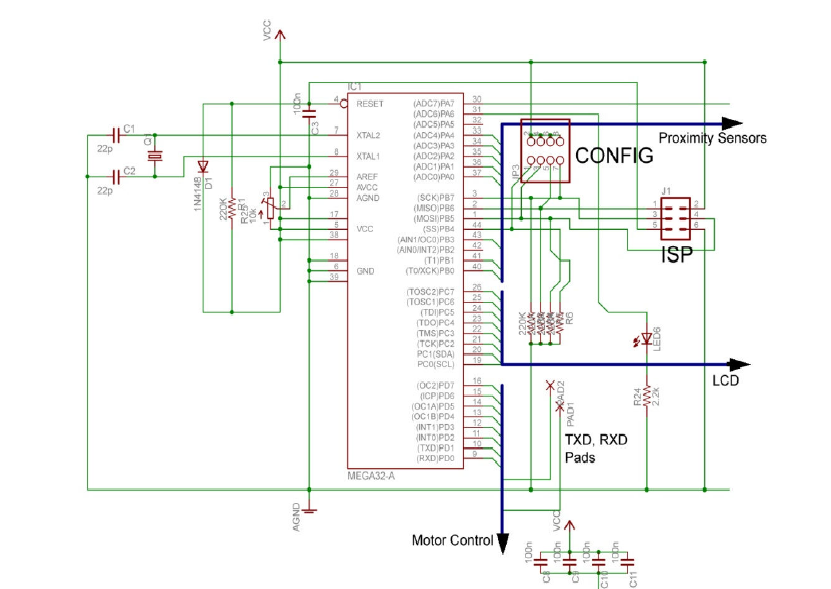 VCC
IC1
MEGA32-A
4 RESET
7 XTAL2
8 XTAL1
29 AREF
27 AVCC
28 AGND
17
5 VCC
38
18
6 GND
39
(ADC7)PA7 30
(ADC6)PA6 31
(ADC5)PA5 32
(ADC4)PA4 33
(ADC3)PA3 34
(ADC2)PA2 35
(ADC1)PA1 36
(ADC0)PA0 37
(SCK)PB7 3
(MISO)PB6 2
(MOSI)PB5 1
(SS)PB4 44
(AIN1/OC0)PB3 43
(AIN0/INT2)PB2 42
(T1)PB1 41
(T0/XCK)PB0 40
(TOSC2)PC7 26
(TOSC1)PC6 25
(TDI)PC5 24
(TDO)PC4 23
(TMS)PC3 22
(TCK)PC2 21
PC1(SDA) 20
PC0(SCL) 19
(OC2)PD7 16
(ICP)PD6 15
(OC1A)PD5 14
(OC1B)PD4 13
(INT1)PD3 12
(INT0)PD2 11
(TXD)PD1 10
(RXD)PD0 9
C1
22p
C2
22p
Q1
100n
C3
1N4148
D1
220K
R1
R25
10k
3
2
1
AGND
JP3
CONFIG
Proximity Sensors
J1
1 2
3 4
5 6
ISP
220K
R5
LED6
R24
2.2k
LCD
PAD2
PAD1
TXD, RXD
Pads
Motor Control
VCC
100n
C8
100n
C9
100n
C10
100n
C11